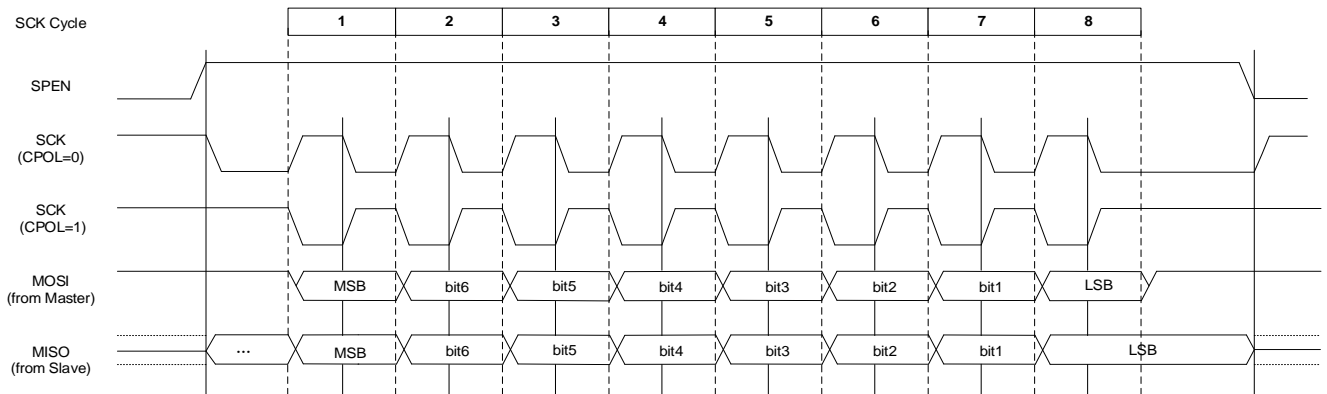 SCK Cycle 1 2 3 4 5 6 7 8
SPEN
SCK
(CPOL=0)
SCK
(CPOL=1)
MOSI
(from Master)
MSB bit6 bit5 bit4 bit3 bit2 bit1 LSB
MISO
(from Slave)
... MSB bit6 bit5 bit4 bit3 bit2 bit1 LSB